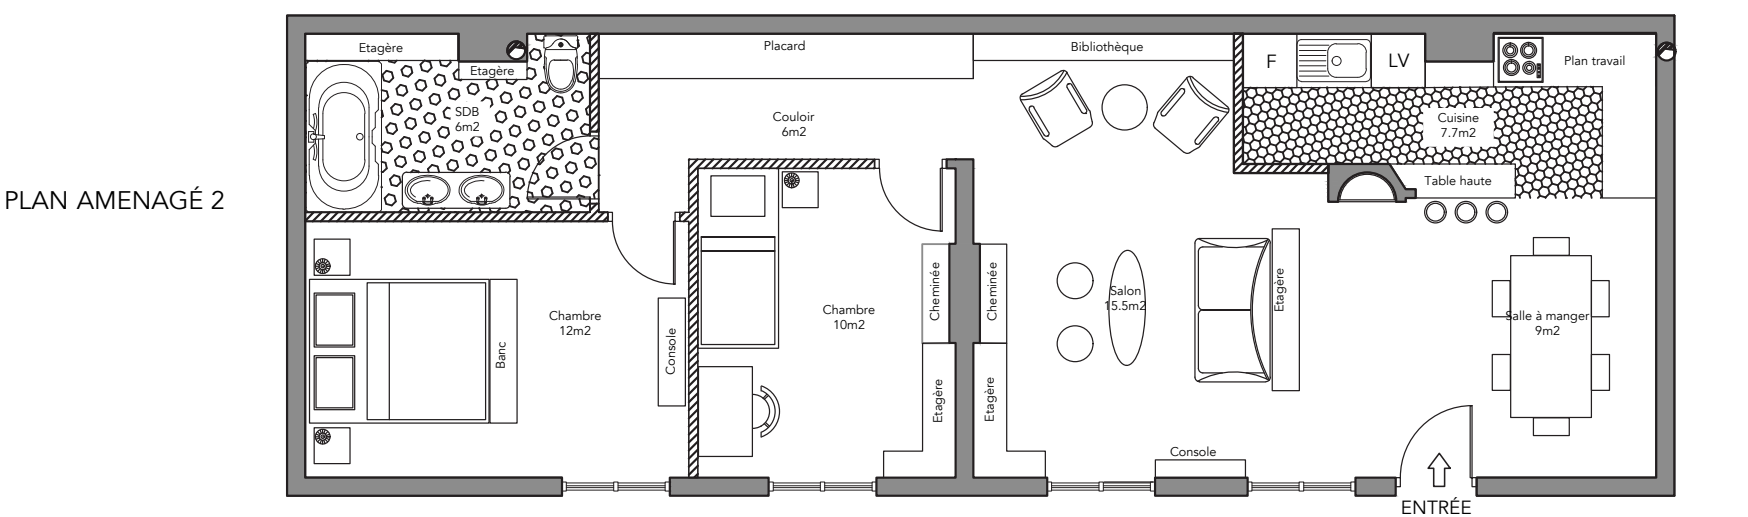 PLAN AMENAGÉ 2
Etagère
Etagère
SDB
6m2
Placard
Couloir
6m2
Bibliothèque
F
LV
Plan travail
Cuisine
7.7m2
Table haute
Chambre
12m2
Banc
Console
Chambre
10m2
Cheminée
Etagère
Cheminée
Etagère
Salon
15.5m2
Etagère
Console
Salle à manger
9m2
ENTRÉE